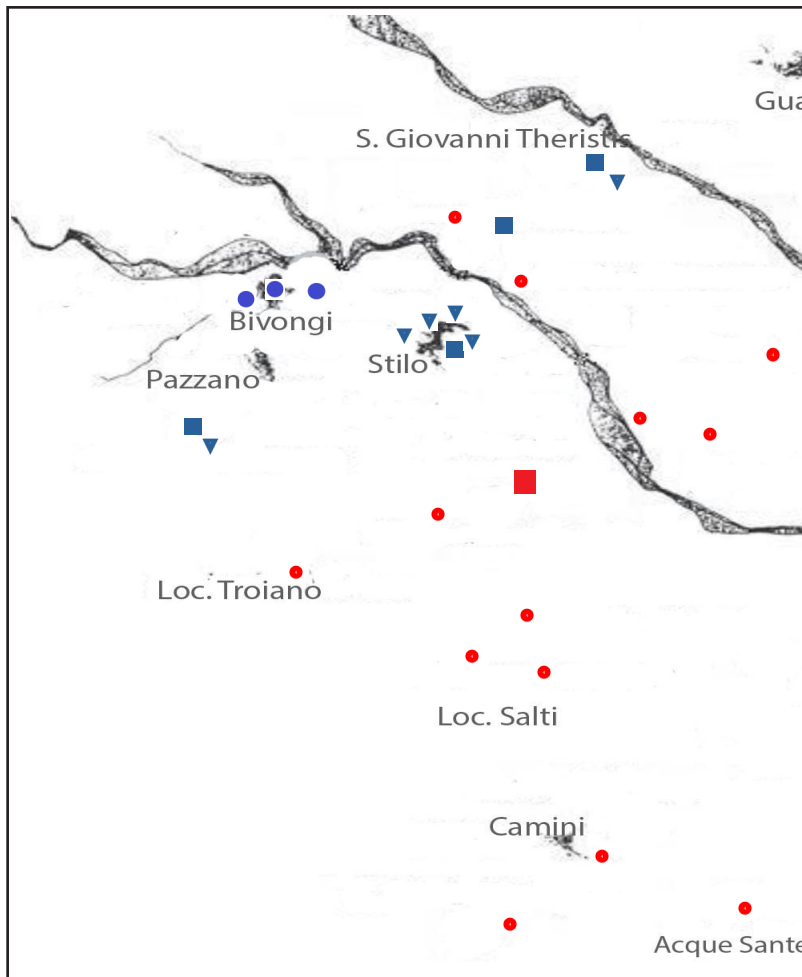 Gua
S. Giovanni Theristis
Bivongi
Stilo
Pazzano
Loc. Troiano
Loc. Salti
Camini
Acque Sante